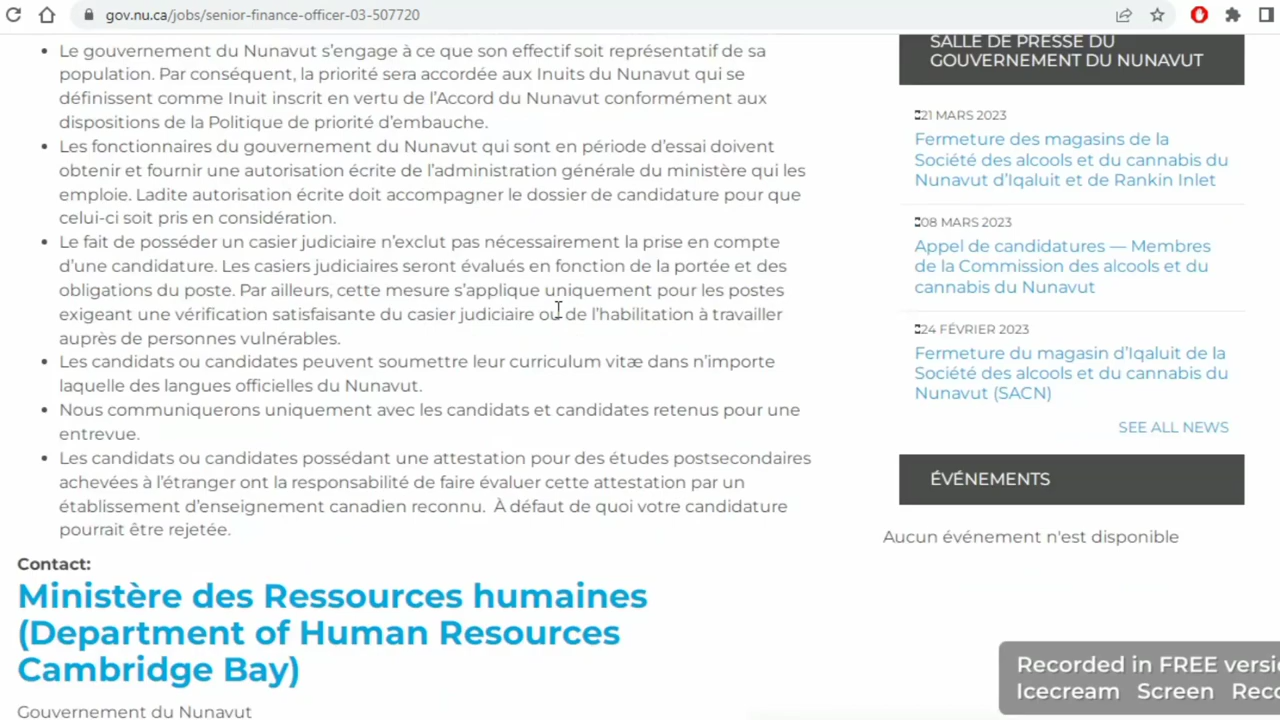 gov.nu.ca/jobs/senior-finance-officer-03-507720
Le gouvernement du Nunavut s’engage à ce que son effectif soit représentatif de sa
population. Par conséquent, la priorité sera accordée aux Inuits du Nunavut qui se
définissent comme Inuit inscrit en vertu de l’Accord du Nunavut conformément aux
dispositions de la Politique de priorité d’embauche.
Les fonctionnaires du gouvernement du Nunavut qui sont en période d’essai doivent
obtenir et fournir une autorisation écrite de l’administration générale du ministère qui les
emploie. Ladite autorisation écrite doit accompagner le dossier de candidature pour que
celui-ci soit pris en considération.
Le fait de posséder un casier judiciaire n’exclut pas nécessairement la prise en compte
d’une candidature. Les casiers judiciaires seront évalués en fonction de la portée et des
obligations du poste. Par ailleurs, cette mesure s’applique uniquement pour les postes
exigeant une vérification satisfaisante du casier judiciaire ou de l’habilitation à travailler
auprès de personnes vulnérables.
Les candidats ou candidates peuvent soumettre leur curriculum vitæ dans n’importe
laquelle des langues officielles du Nunavut.
Nous communiquerons uniquement avec les candidats et candidates retenus pour une
entrevue.
Les candidats ou candidates possédant une attestation pour des études postsecondaires
achevées à l’étranger ont la responsabilité de faire évaluer cette attestation par un
établissement d’enseignement canadien reconnu. À défaut de quoi votre candidature
pourrait être rejetée.
Contact:
Ministère des Ressources humaines
(Department of Human Resources
Cambridge Bay)
Gouvernement du Nunavut
SALLE DE PRESSE DU
GOUVERNEMENT DU NUNAVUT
21 MARS 2023
Fermeture des magasins de la
Société des alcools et du cannabis du
Nunavut d’Iqaluit et de Rankin Inlet
08 MARS 2023
Appel de candidatures — Membres
de la Commission des alcools et du
cannabis du Nunavut
24 FÉVRIER 2023
Fermeture du magasin d’Iqaluit de la
Société des alcools et du cannabis du
Nunavut (SACN)
SEE ALL NEWS
ÉVÉNEMENTS
Aucun événement n'est disponible
Recorded in FREE versi
Icecream Screen Reco